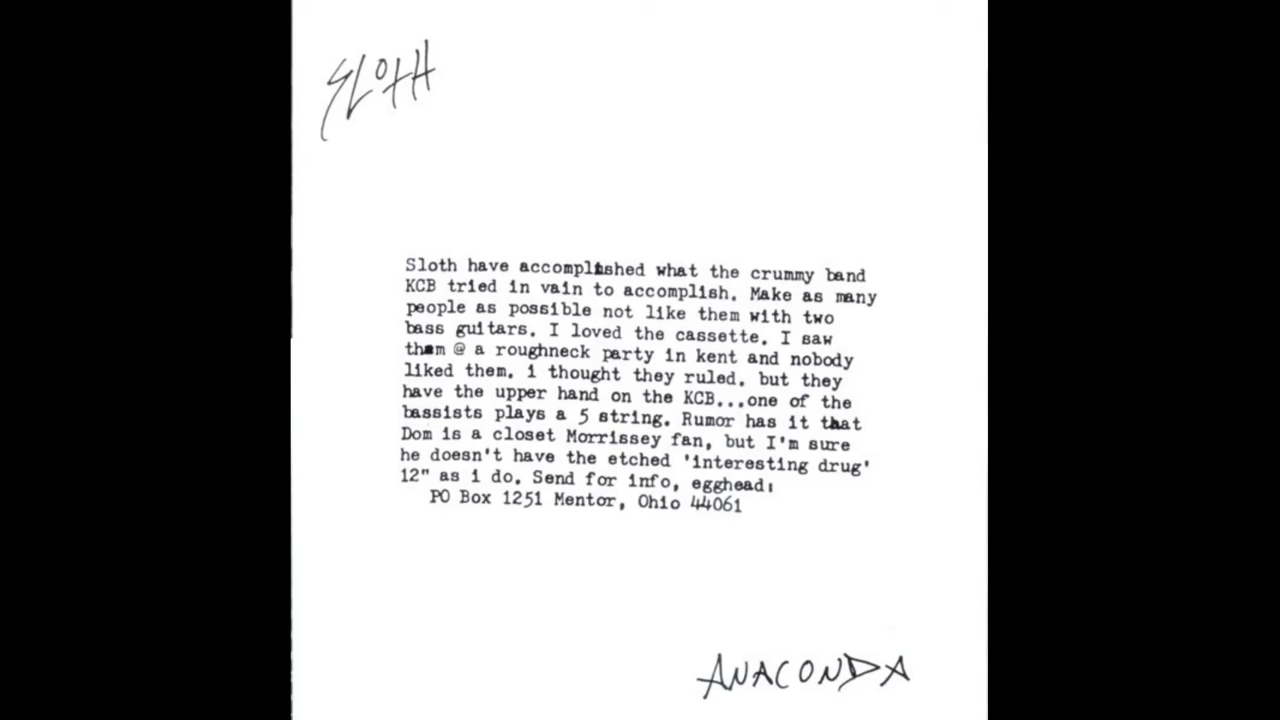 SLOTH
Sloth have accomplished what the crummy band
KCB tried in vain to accomplish. Make as many
people as possible not like them with two
bass guitars. I loved the cassette. I saw
them @ a roughneck party in kent and nobody
liked them. i thought they ruled. but they
have the upper hand on the KCB...one of the
bassists plays a 5 string. Rumor has it that
Dom is a closet Morrissey fan, but I'm sure
he doesn't have the etched 'interesting drug'
12" as i do. Send for info, egghead:
PO Box 1251 Mentor, Ohio 44061
ANACONDA